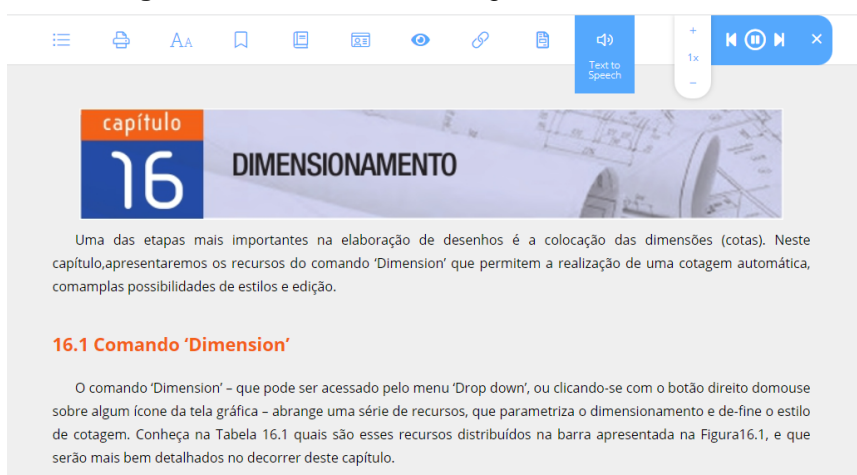 AA
+
1x
–
Text to
Speech
capítulo
16
DIMENSIONAMENTO
Uma das etapas mais importantes na elaboração de desenhos é a colocação das dimensões (cotas). Neste
capítulo,apresentaremos os recursos do comando ‘Dimension’ que permitem a realização de uma cotagem automática,
comamplas possibilidades de estilos e edição.
16.1 Comando ‘Dimension’
O comando ‘Dimension’ – que pode ser acessado pelo menu ‘Drop down’, ou clicando-se com o botão direito domouse
sobre algum ícone da tela gráfica – abrange uma série de recursos, que parametriza o dimensionamento e de-fine o estilo
de cotagem. Conheça na Tabela 16.1 quais são esses recursos distribuídos na barra apresentada na Figura16.1, e que
serão mais bem detalhados no decorrer deste capítulo.